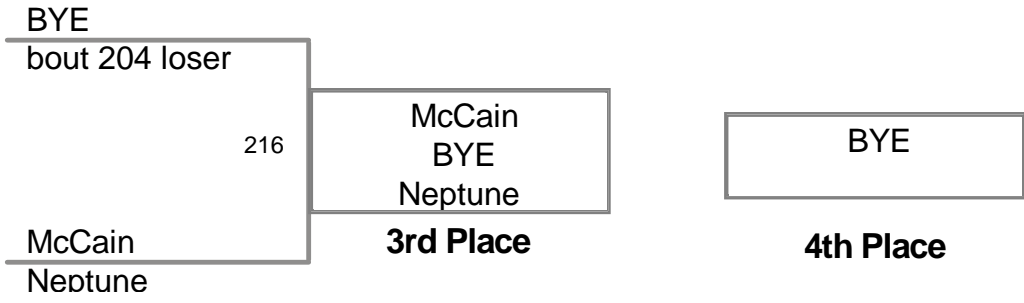 BYE
bout 204 loser
216
McCain
BYE
Neptune
BYE
McCain
Neptune
3rd Place
4th Place